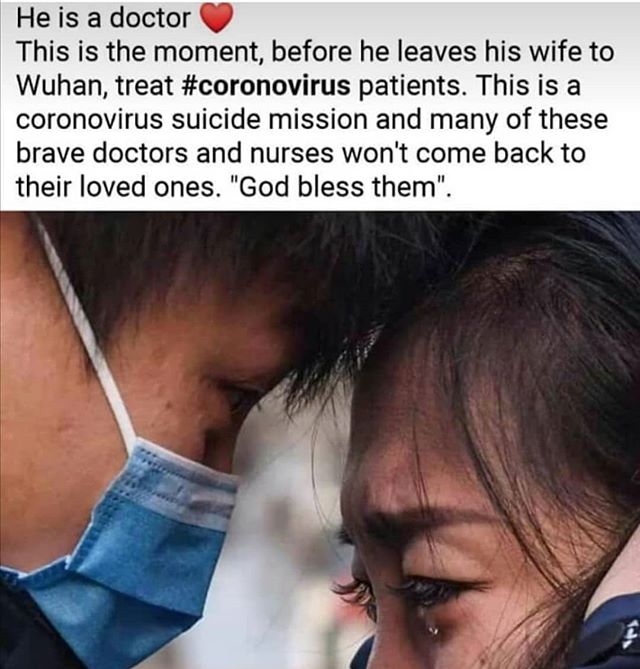 He is a doctor ❤️
This is the moment, before he leaves his wife to
Wuhan, treat #coronovirus patients. This is a
coronovirus suicide mission and many of these
brave doctors and nurses won't come back to
their loved ones. "God bless them".